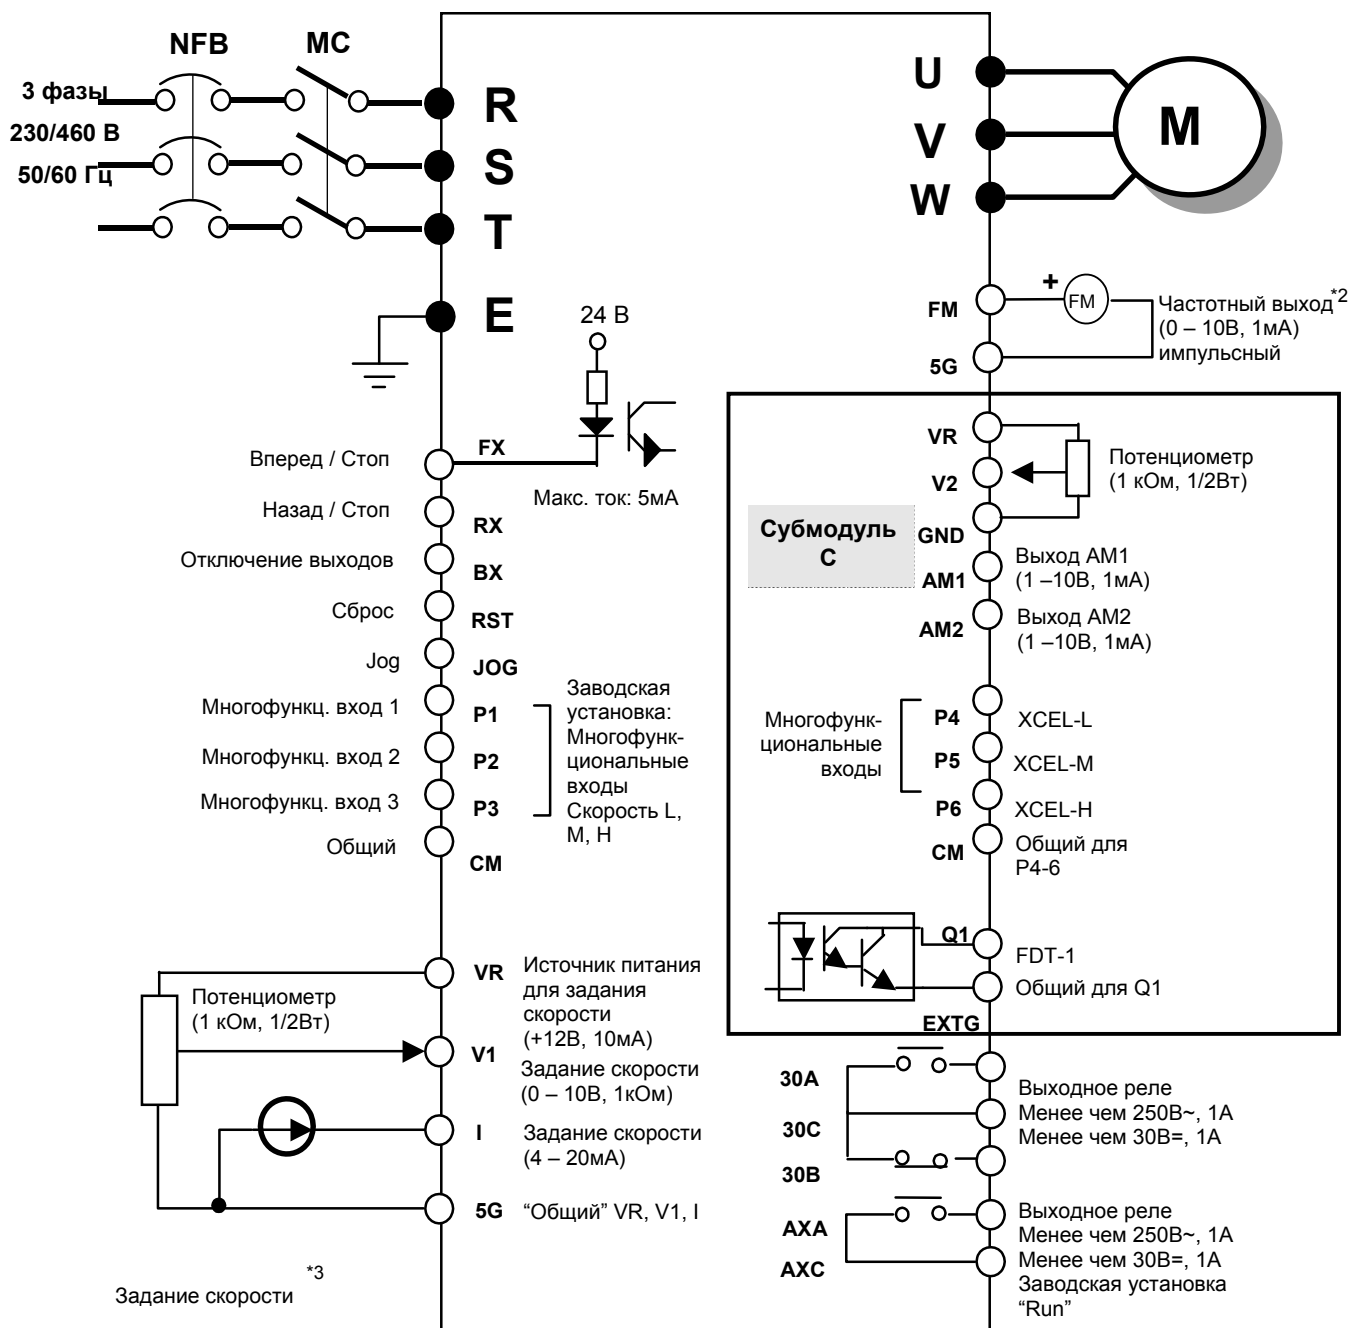 NFB
MC
3 фазы
230/460 В
50/60 Гц
R
S
T
E
U
V
W
M
24 В
FM
+
FM
Частотный выход*2
(0 – 10В, 1мА)
импульсный
5G
Вперед / Стоп
FX
Макс. ток: 5мА
Назад / Стоп
RX
Отключение выходов
BX
Сброс
RST
Jog
JOG
Многофункц. вход 1
P1
Многофункц. вход 2
P2
Многофункц. вход 3
P3
Заводская
установка:
Многофунк-
циональные
входы
Скорость L,
M, H
Общий
CM
VR
V2
GND
Потенциометр
(1 кОм, 1/2Вт)
Субмодуль
С
AM1
Выход АМ1
(1 –10В, 1мА)
AM2
Выход АМ2
(1 –10В, 1мА)
Многофунк-
циональные
входы
P4
XCEL-L
P5
XCEL-M
P6
XCEL-H
CM
Общий для
P4-6
Q1
FDT-1
Общий для Q1
EXTG
Потенциометр
(1 кОм, 1/2Вт)
VR
Источник питания
для задания
скорости
(+12В, 10мА)
V1
Задание скорости
(0 – 10В, 1кОм)
I
Задание скорости
(4 – 20мА)
5G
“Общий” VR, V1, I
*3
Задание скорости
30A
30C
30B
Выходное реле
Менее чем 250В~, 1А
Менее чем 30В=, 1А
AXA
AXC
Выходное реле
Менее чем 250В~, 1А
Менее чем 30В=, 1А
Заводская установка
“Run”